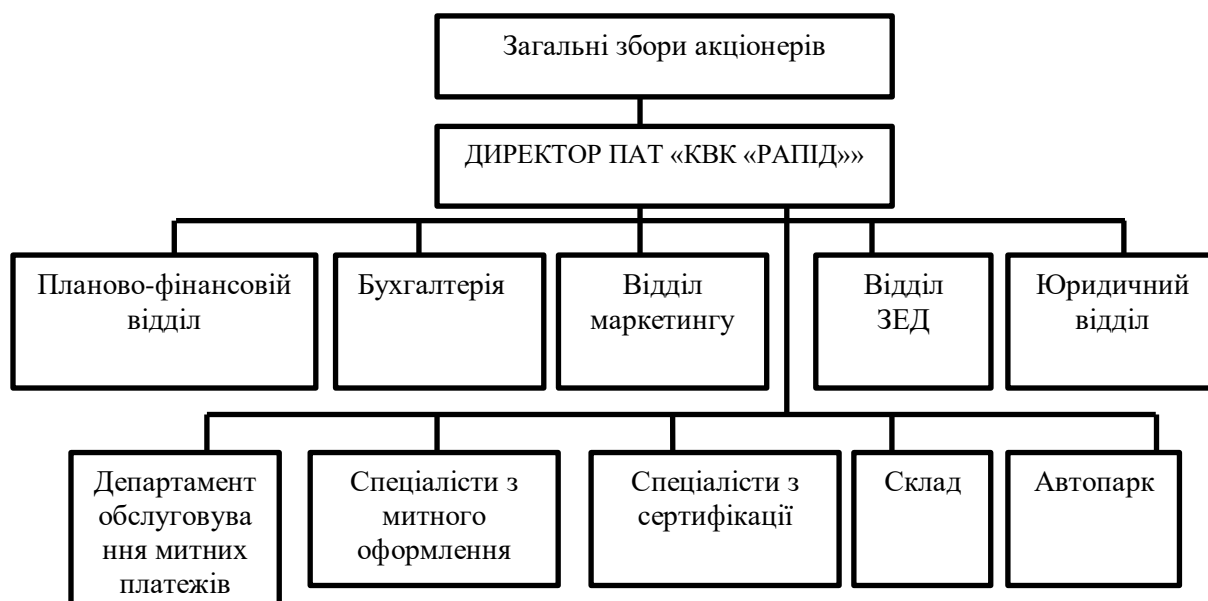 Загальні збори акціонерів
ДИРЕКТОР ПАТ «КВК «РАПІД»»
Планово-фінансовій
відділ
Бухгалтерія
Відділ
маркетингу
Відділ
ЗЕД
Юридичний
відділ
Департамент
обслуговува
ння митних
платежів
Спеціалісти з
митного
оформлення
Спеціалісти з
сертифікації
Склад
Автопарк